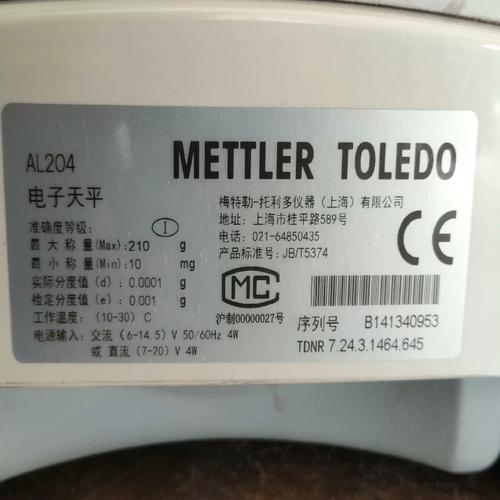 AL204
METTLER TOLEDO
电子天平
梅特勒-托利多仪器（上海）有限公司
地址: 上海市桂平路589号
电话: 021-64850435
产品标准号: JB/T5374
准确度等级: Ⅰ
最大称量(Max): 210 g
最小称量(Min): 10 mg
实际分度值 (d) : 0.0001 g
检定分度值 (e) : 0.001 g
工作温度: （10-30）℃
电源输入: 交流 (6-14.5) V 50/60Hz 4W
或 直流 (7-20) V 4W
MC
沪制00000027号
CE
序列号 B141340953
TDNR 7.24.3.1464.645